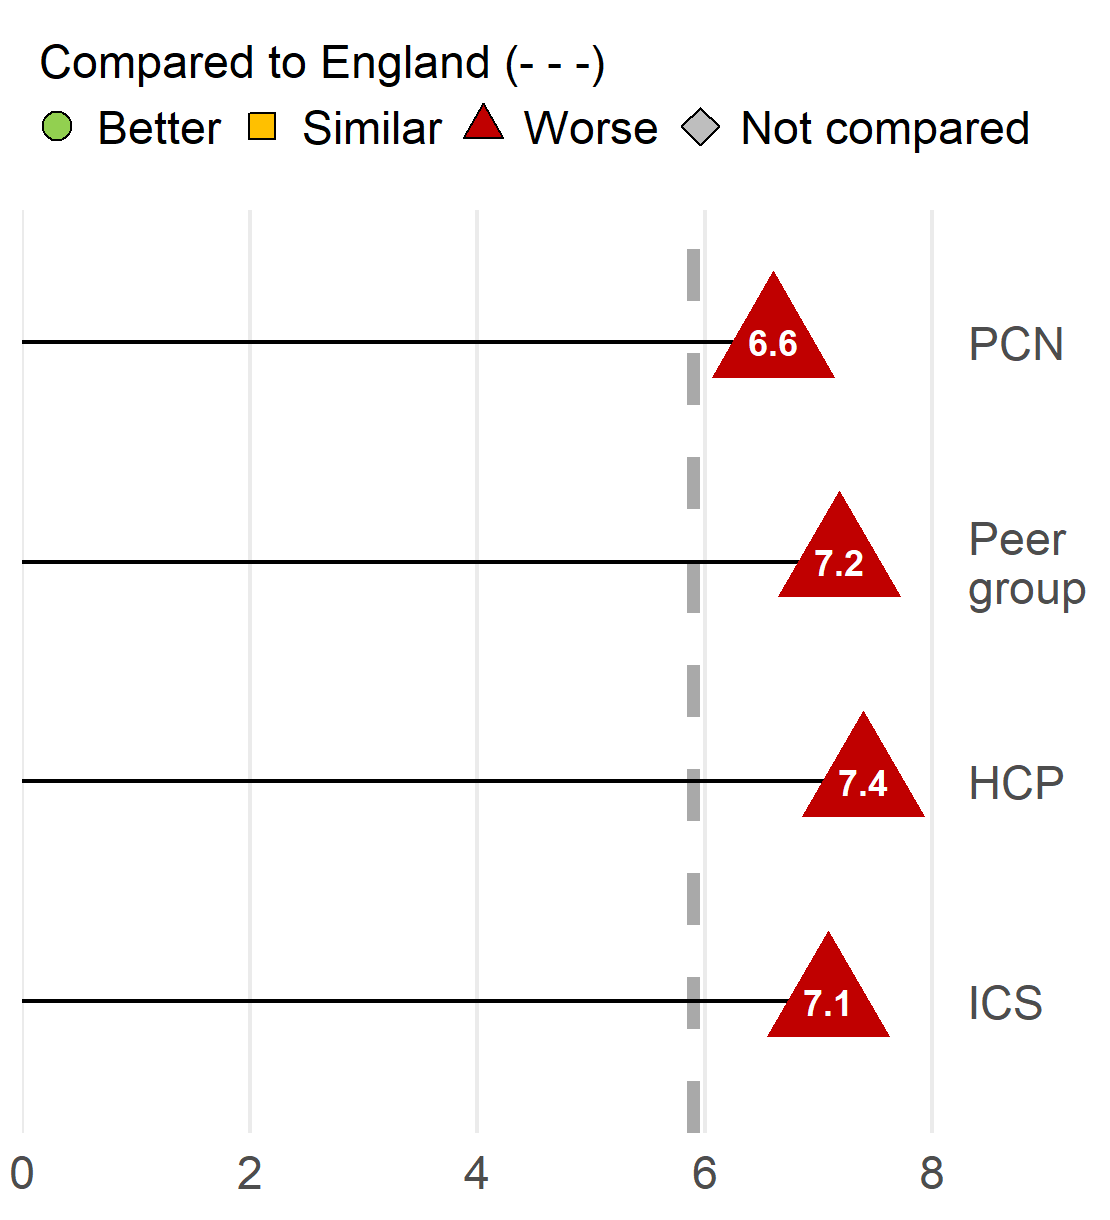 Compared to England (- - -)
Better Similar Worse Not compared
6.6 PCN
7.2 Peer
group
7.4 HCP
7.1 ICS
0 2 4 6 8